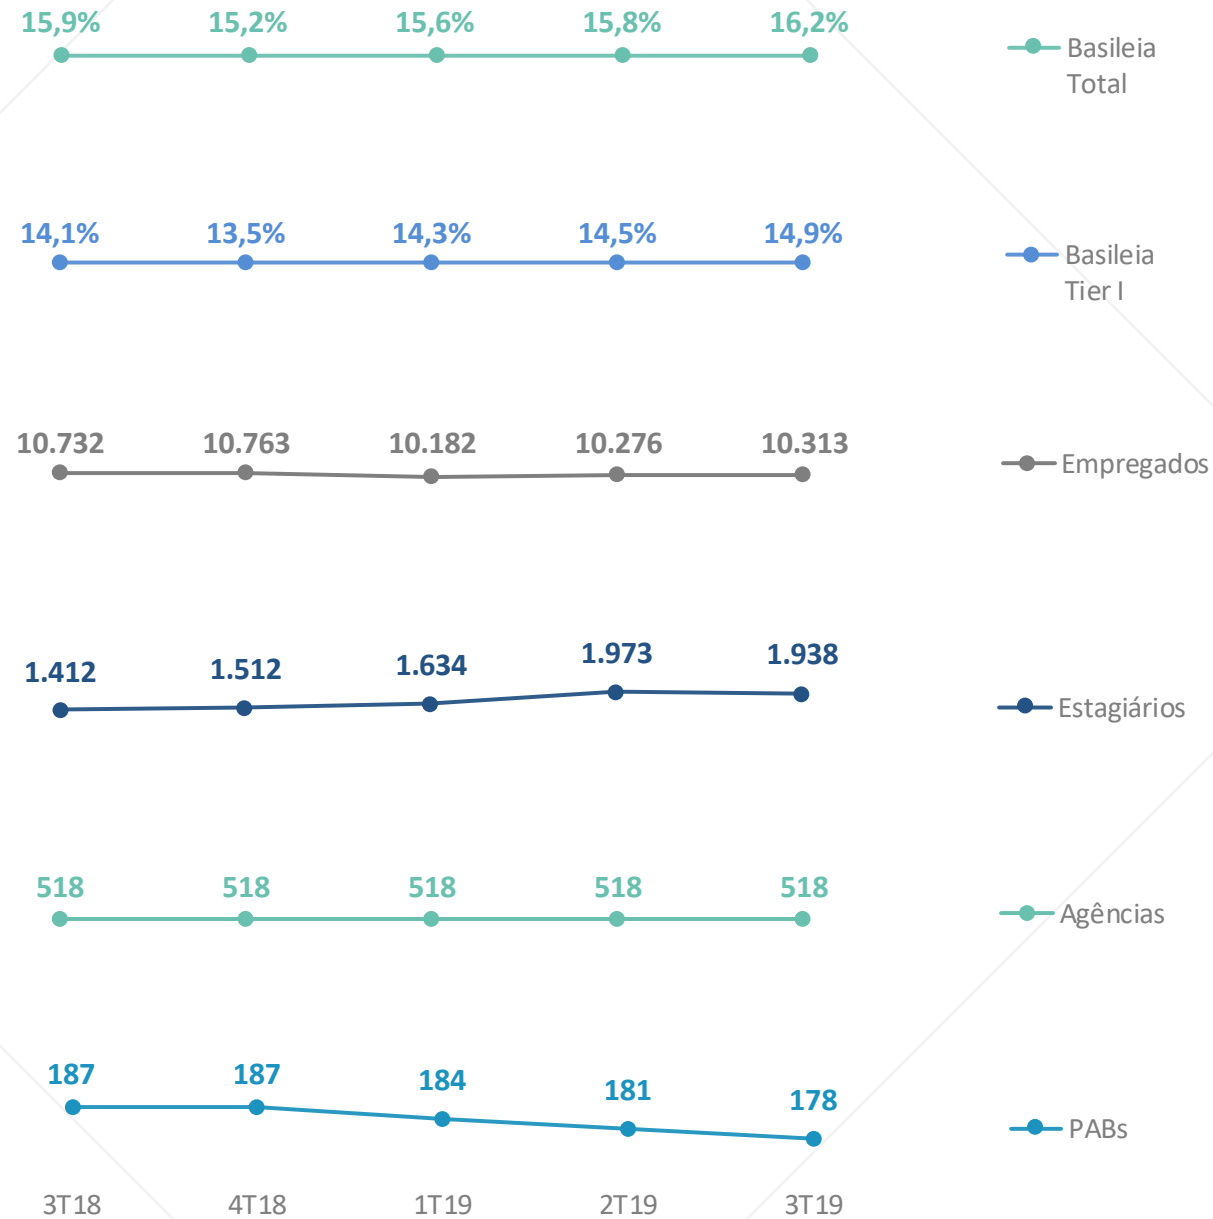 15,9% 15,2% 15,6% 15,8% 16,2%
Basileia
Total
14,1% 13,5% 14,3% 14,5% 14,9%
Basileia
Tier I
10.732 10.763 10.182 10.276 10.313
Empregados
1.412 1.512 1.634 1.973 1.938
Estagiários
518 518 518 518 518
Agências
187 187 184 181 178
PABs
3T18 4T18 1T19 2T19 3T19